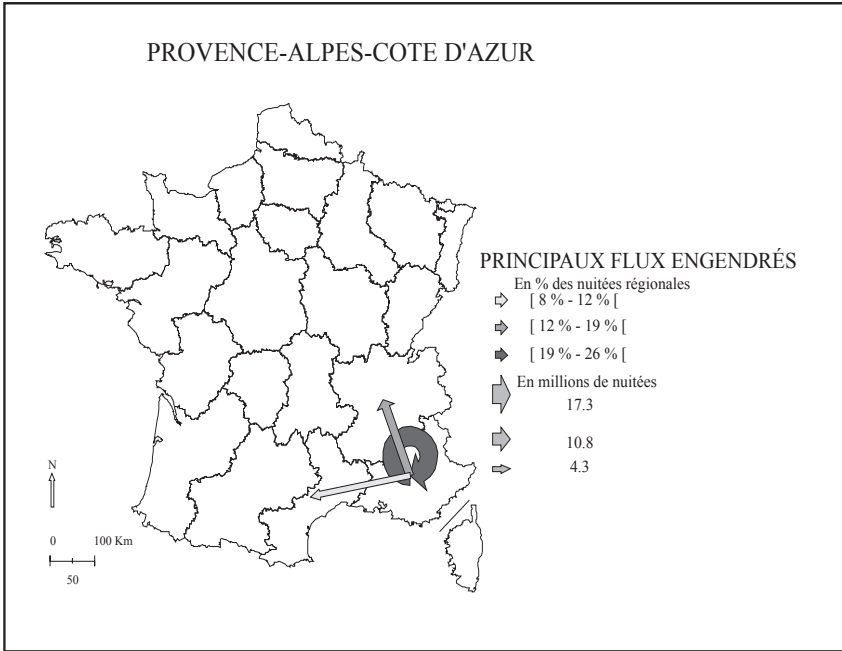 PROVENCE-ALPES-COTE D'AZUR
PRINCIPAUX FLUX ENGENDRÉS
En % des nuitées régionales
[ 8 % - 12 % [
[ 12 % - 19 % [
[ 19 % - 26 % [
En millions de nuitées
17.3
10.8
4.3
N
0 100 Km
50